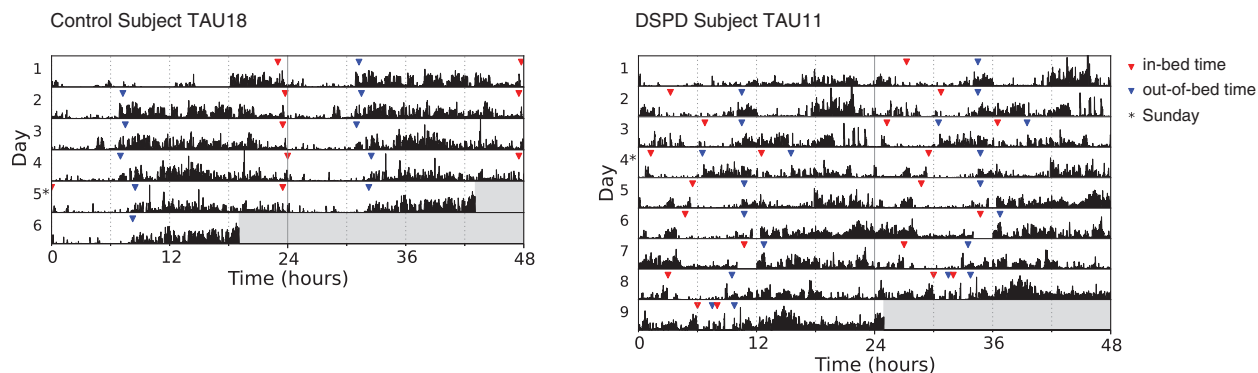 Control Subject TAU18
DSPD Subject TAU11
Day
1
2
3
4
5*
6
0 12 24 36 48
Time (hours)
Day
1
2
3
4*
5
6
7
8
9
0 12 24 36 48
Time (hours)
in-bed time
out-of-bed time
* Sunday